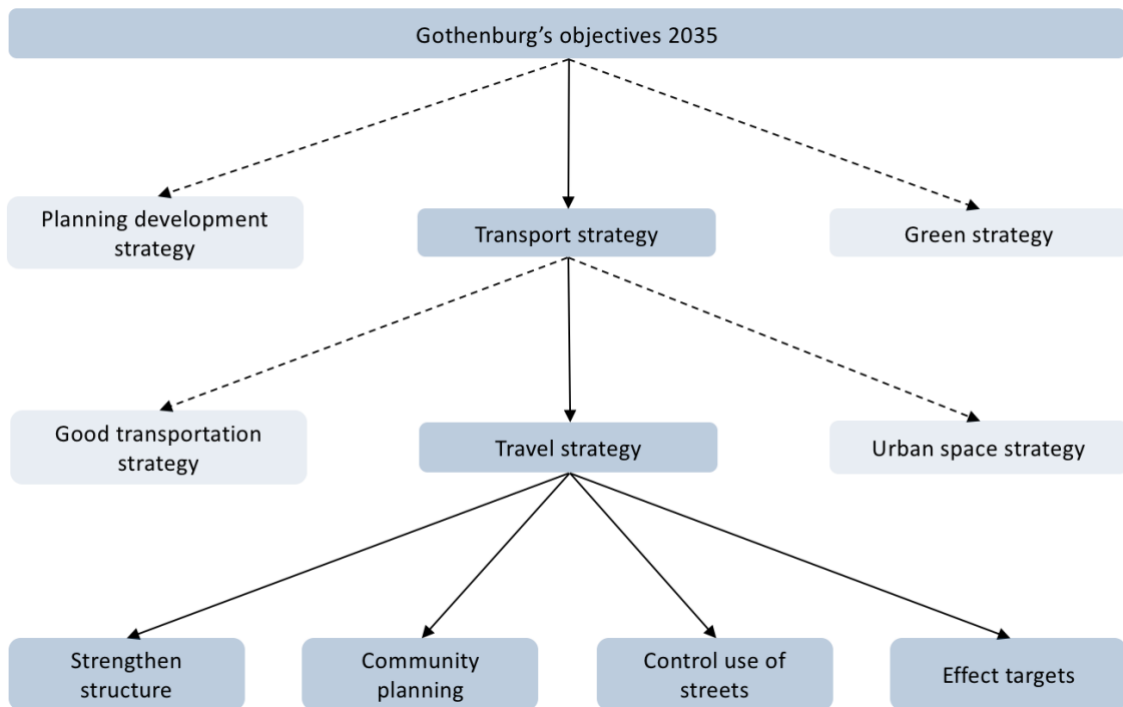 Gothenburg’s objectives 2035
Planning development
strategy
Transport strategy
Green strategy
Good transportation
strategy
Travel strategy
Urban space strategy
Strengthen
structure
Community
planning
Control use of
streets
Effect targets